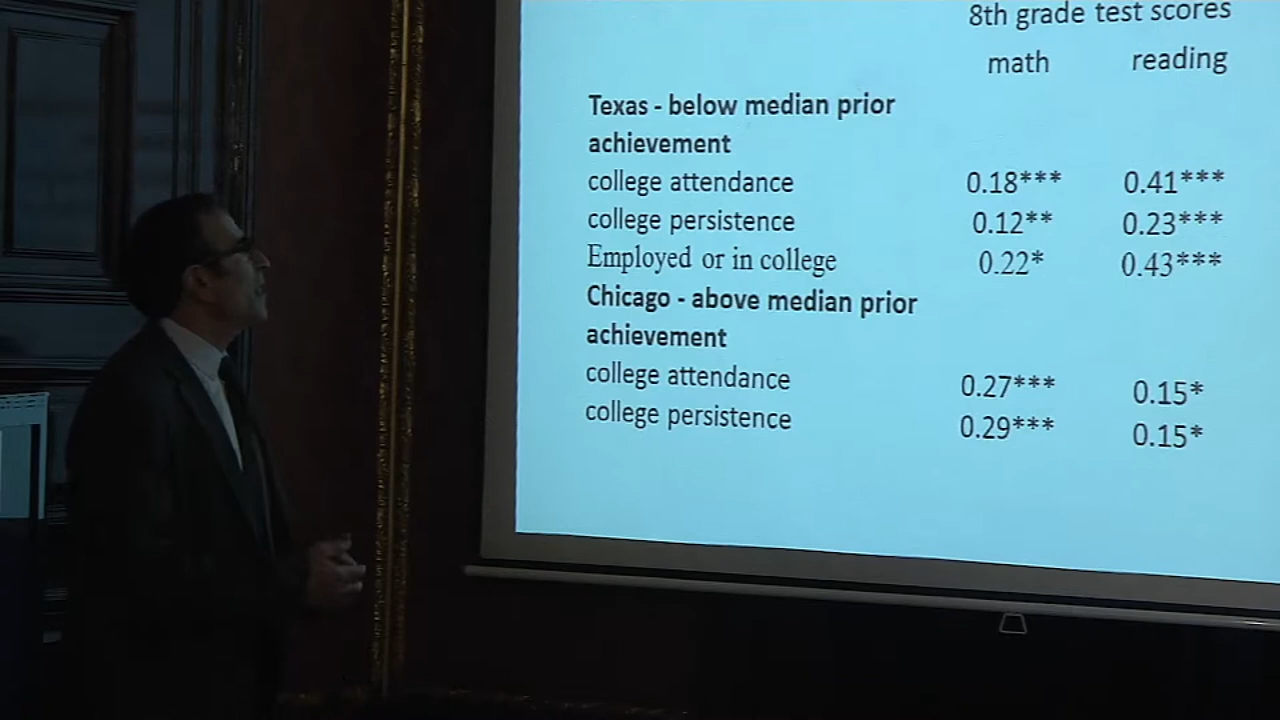 8th grade test scores
math reading
Texas - below median prior
achievement
college attendance 0.18*** 0.41***
college persistence 0.12** 0.23***
Employed or in college 0.22* 0.43***
Chicago - above median prior
achievement
college attendance 0.27*** 0.15*
college persistence 0.29*** 0.15*